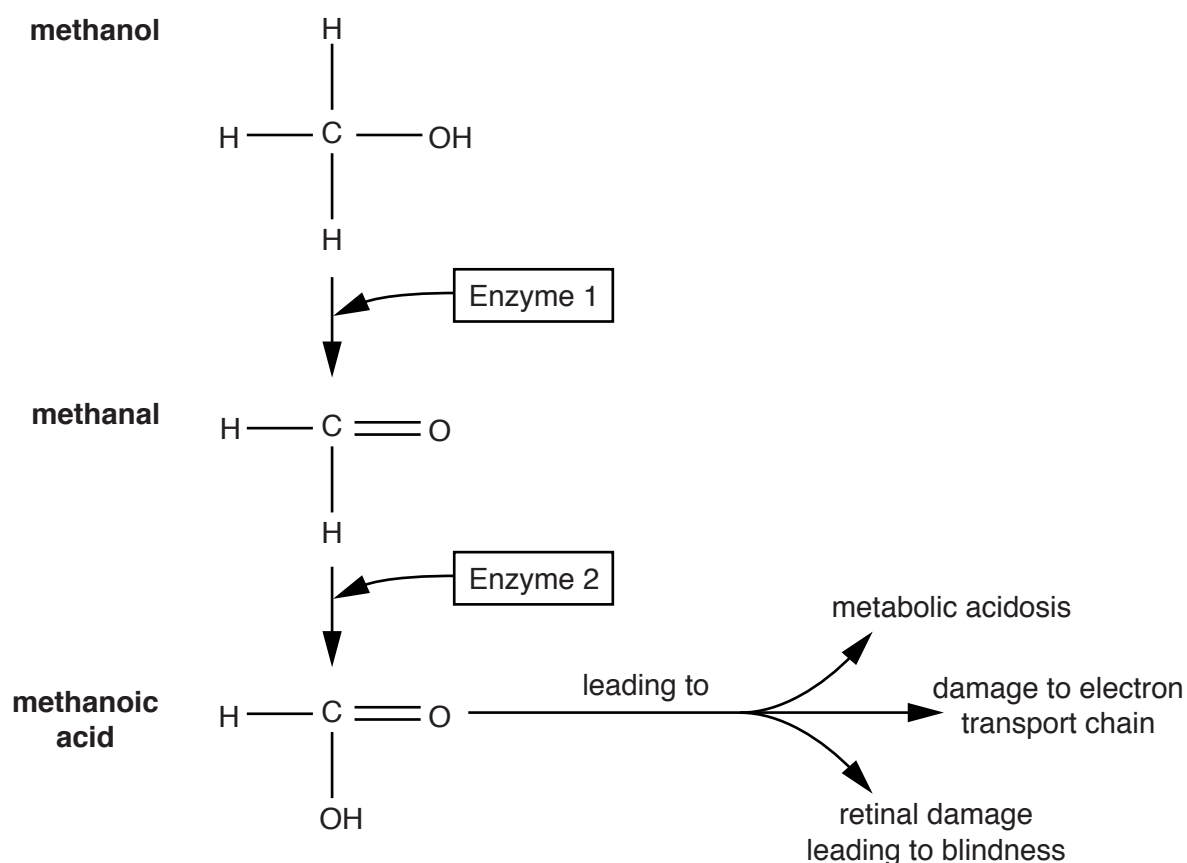 methanol
H
H C OH
H
Enzyme 1
methanal
H C O
H
Enzyme 2
metabolic acidosis
leading to
methanoic
acid
H C O
damage to electron
transport chain
OH
retinal damage
leading to blindness